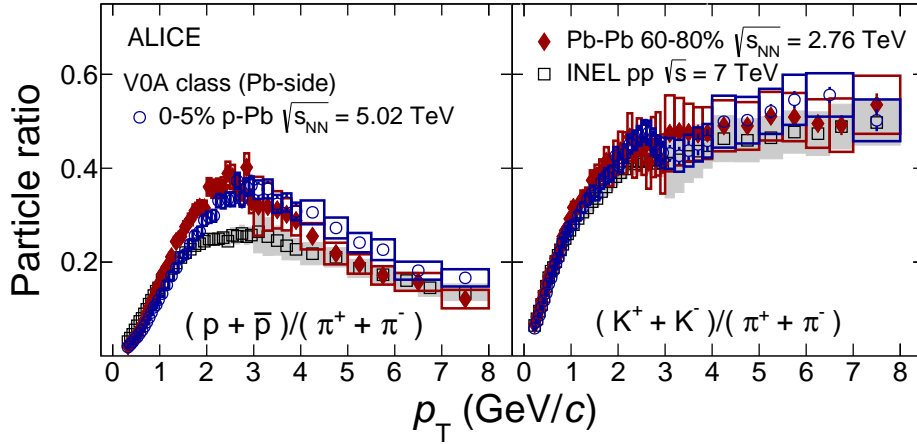 ALICE
V0A class (Pb-side)
0-5% p-Pb √s_NN = 5.02 TeV
Pb-Pb 60-80% √s_NN = 2.76 TeV
INEL pp √s = 7 TeV
Particle ratio
0.6
0.4
0.2
( p + p̅ )/( π⁺ + π⁻ )
( K⁺ + K⁻ )/( π⁺ + π⁻ )
0 1 2 3 4 5 6 7 8 0 1 2 3 4 5 6 7 8
p_T (GeV/c)